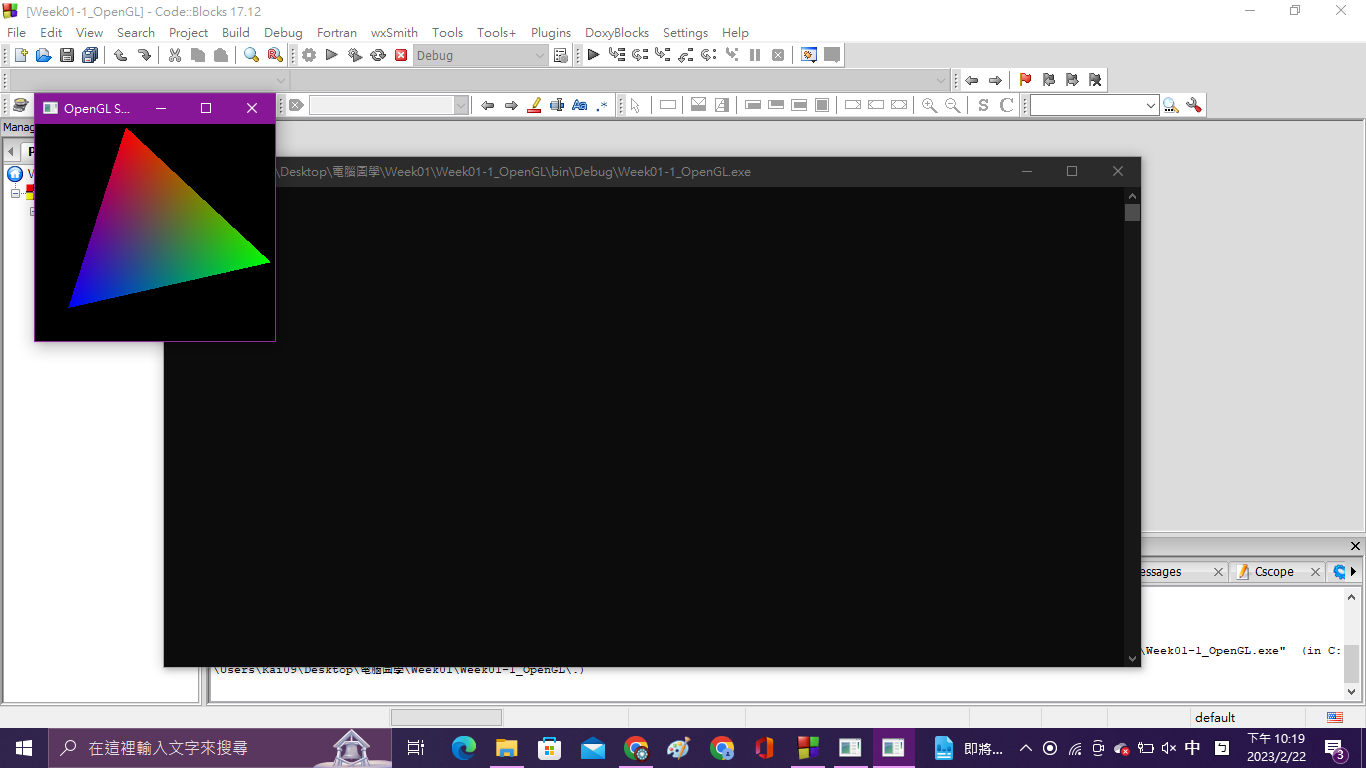 [Week01-1_OpenGL] - Code::Blocks 17.12
File Edit View Search Project Build Debug Fortran wxSmith Tools Tools+ Plugins DoxyBlocks Settings Help
Debug
OpenGL S...
Manag
\Desktop\電腦圖學\Week01\Week01-1_OpenGL\bin\Debug\Week01-1_OpenGL.exe
essages
Cscope
\Week01-1_OpenGL.exe" (in C:
\Users\Kai09\Desktop\電腦圖學\Week01\Week01-1_OpenGL\.)
default
在這裡輸入文字來搜尋
即將...
中
下午 10:19
2023/2/22
3